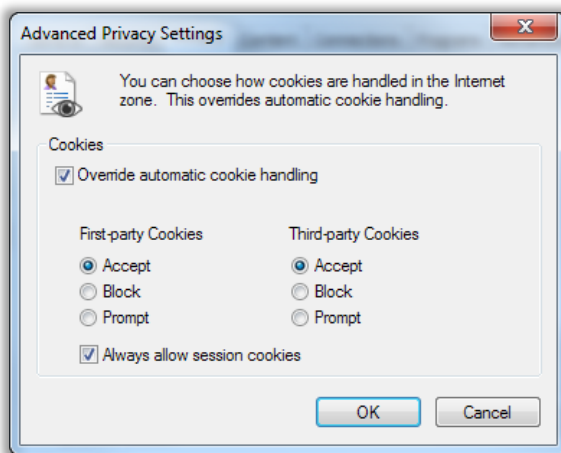 Advanced Privacy Settings
You can choose how cookies are handled in the Internet
zone. This overrides automatic cookie handling.
Cookies
Override automatic cookie handling
First-party Cookies Third-party Cookies
Accept Accept
Block Block
Prompt Prompt
Always allow session cookies
OK Cancel